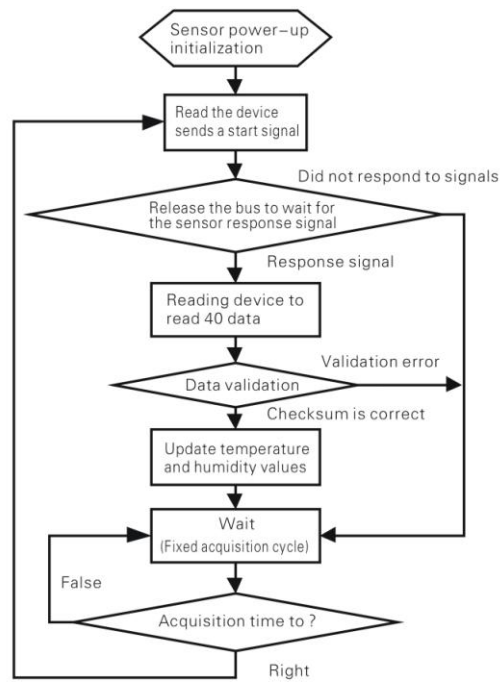 Sensor power-up
initialization
Read the device
sends a start signal
Did not respond to signals
Release the bus to wait for
the sensor response signal
Response signal
Reading device to
read 40 data
Validation error
Data validation
Checksum is correct
Update temperature
and humidity values
Wait
(Fixed acquisition cycle)
False
Acquisition time to ?
Right